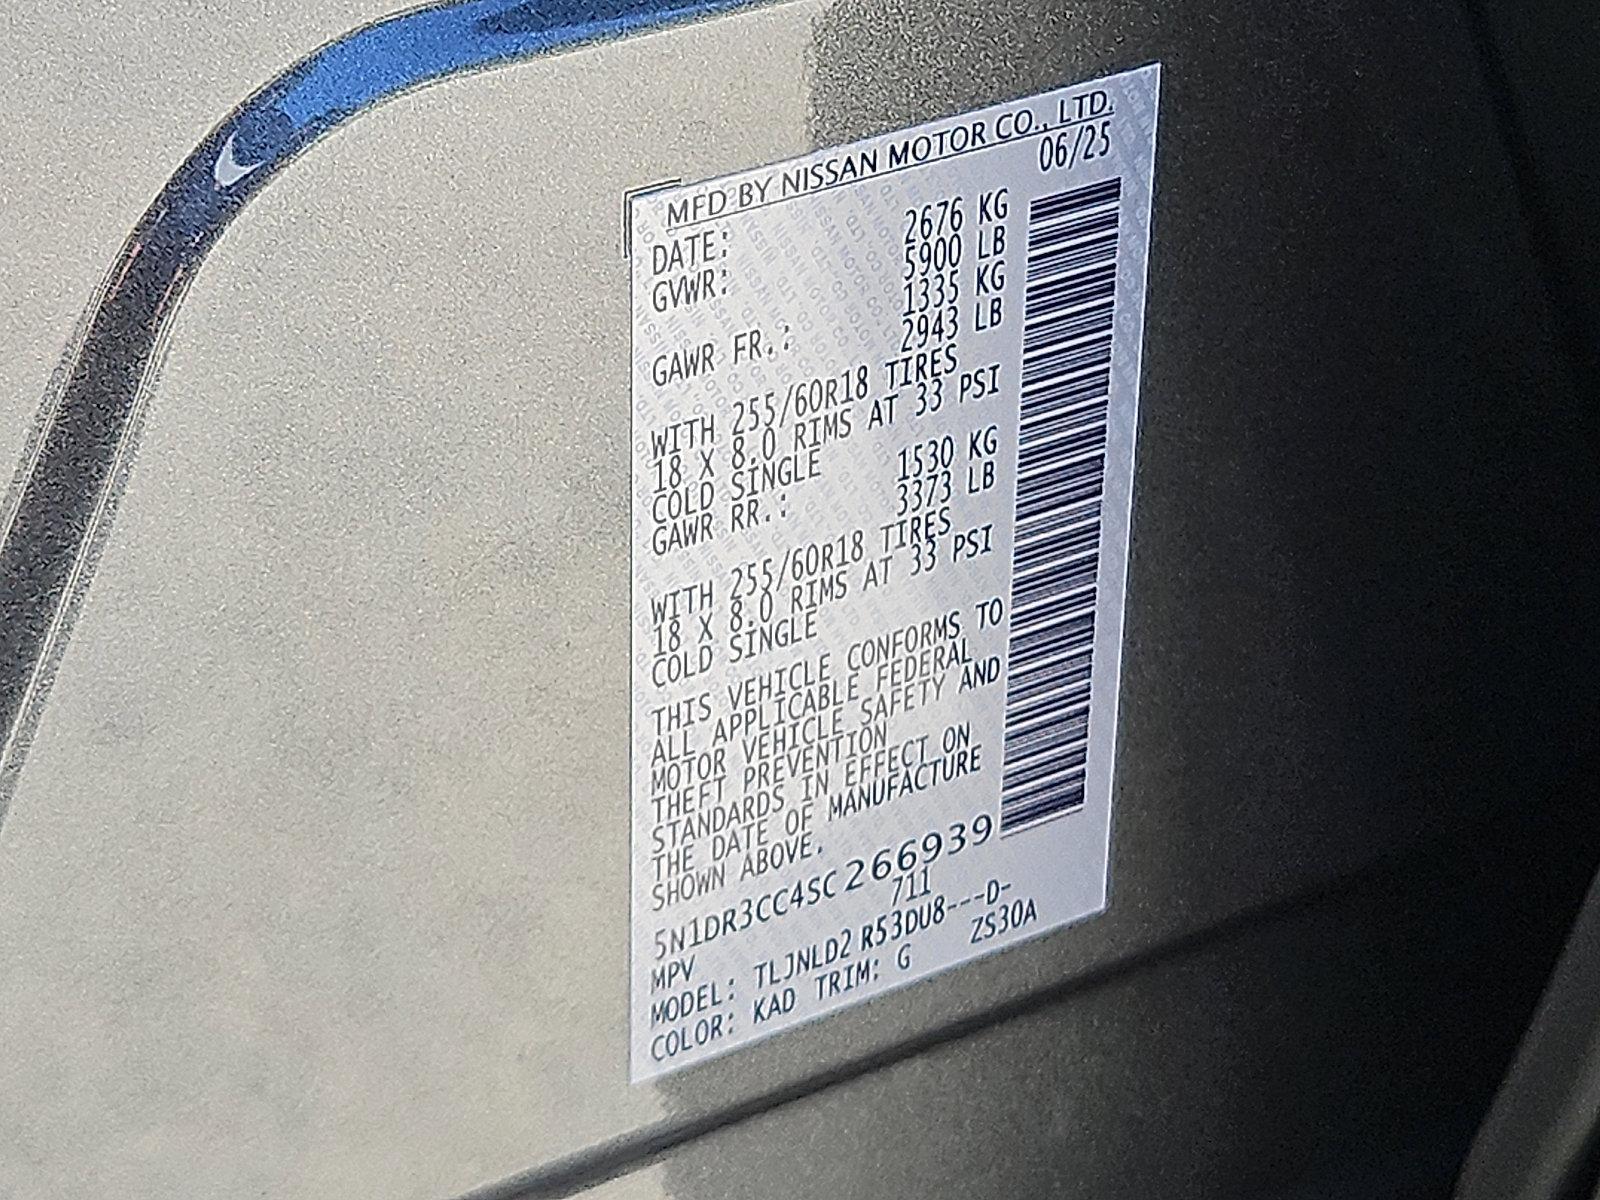 MFD BY NISSAN MOTOR CO., LTD.
DATE: 06/25
GVWR: 2676 KG
5900 LB
GAWR FR.: 1335 KG
2943 LB
WITH 255/60R18 TIRES
18 X 8.0 RIMS AT 33 PSI
COLD SINGLE
GAWR RR.: 1530 KG
3373 LB
WITH 255/60R18 TIRES
18 X 8.0 RIMS AT 33 PSI
COLD SINGLE
THIS VEHICLE CONFORMS TO
ALL APPLICABLE FEDERAL
MOTOR VEHICLE SAFETY AND
THEFT PREVENTION
STANDARDS IN EFFECT ON
THE DATE OF MANUFACTURE
SHOWN ABOVE.
5N1DR3CC4SC266939
MPV 711
MODEL: TLJNLD2 R53DU8---D-
COLOR: KAD TRIM: G ZS30A